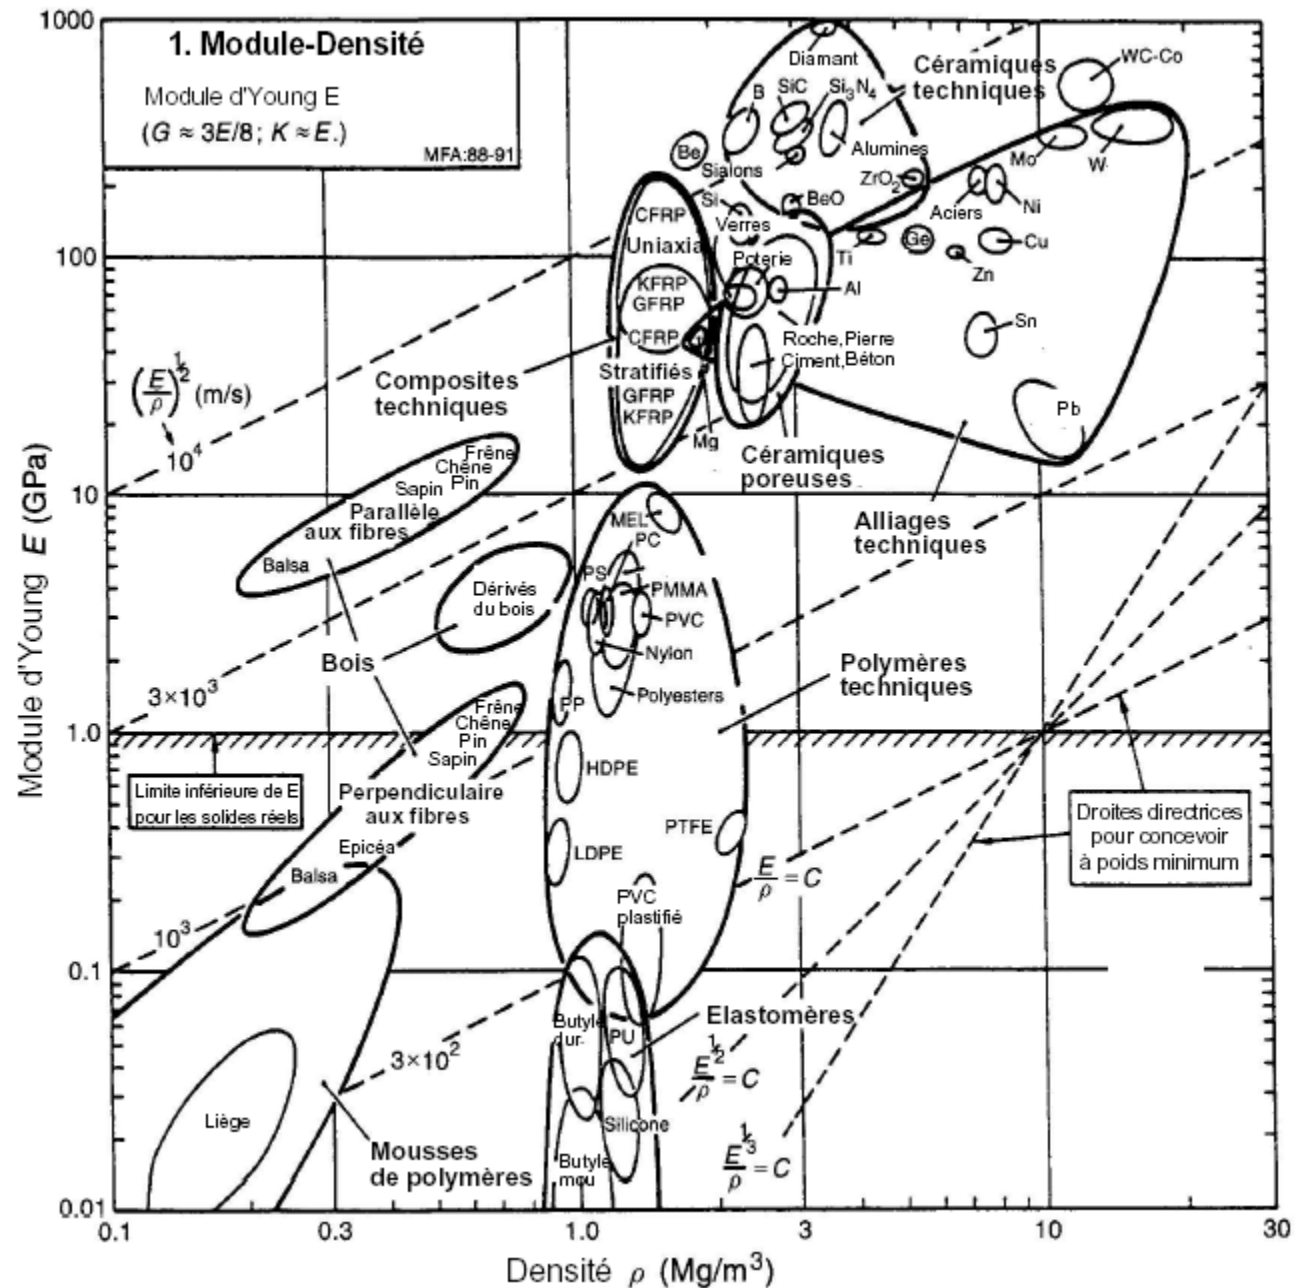 1. Module-Densité
Module d'Young E
(G ≈ 3E/8 ; K ≈ E.)
MFA:88-91
1000
100
10
1.0
0.1
0.01
Module d'Young E (GPa)
0.1
0.3
1.0
3
10
30
Densité ρ (Mg/m³)
Diamant
Céramiques
techniques
WC-Co
B
SiC
Si₃N₄
Alumines
Be
Sialons
ZrO₂
Mo
W
Si
BeO
Aciers
Ni
CFRP
Uniaxia
Verres
Poterie
Ti
Ge
Cu
Zn
Al
KFRP
GFRP
CFRP
Stratifiés
GFRP
KFRP
Mg
Roche, Pierre
Ciment, Béton
Sn
Pb
Composites
techniques
(E/ρ)^½ (m/s)
10⁴
Céramiques
poreuses
Alliages
techniques
Frêne
Chêne
Sapin Pin
Parallèle
aux fibres
Balsa
MEL
PC
PS
PMMA
PVC
Nylon
Polyesters
PP
Dérivés
du bois
Bois
3×10³
Polymères
techniques
Frêne
Chêne
Pin
Sapin
Perpendiculaire
aux fibres
Limite inférieure de E
pour les solides réels
HDPE
LDPE
PTFE
Epicéa
Balsa
10³
E/ρ = C
Droites directrices
pour concevoir
à poids minimum
PVC
plastifié
Elastomères
Butyle
dur
PU
E^½/ρ = C
3×10²
Liège
Silicone
E^⅓/ρ = C
Mousses
de polymères
Butyle
mou